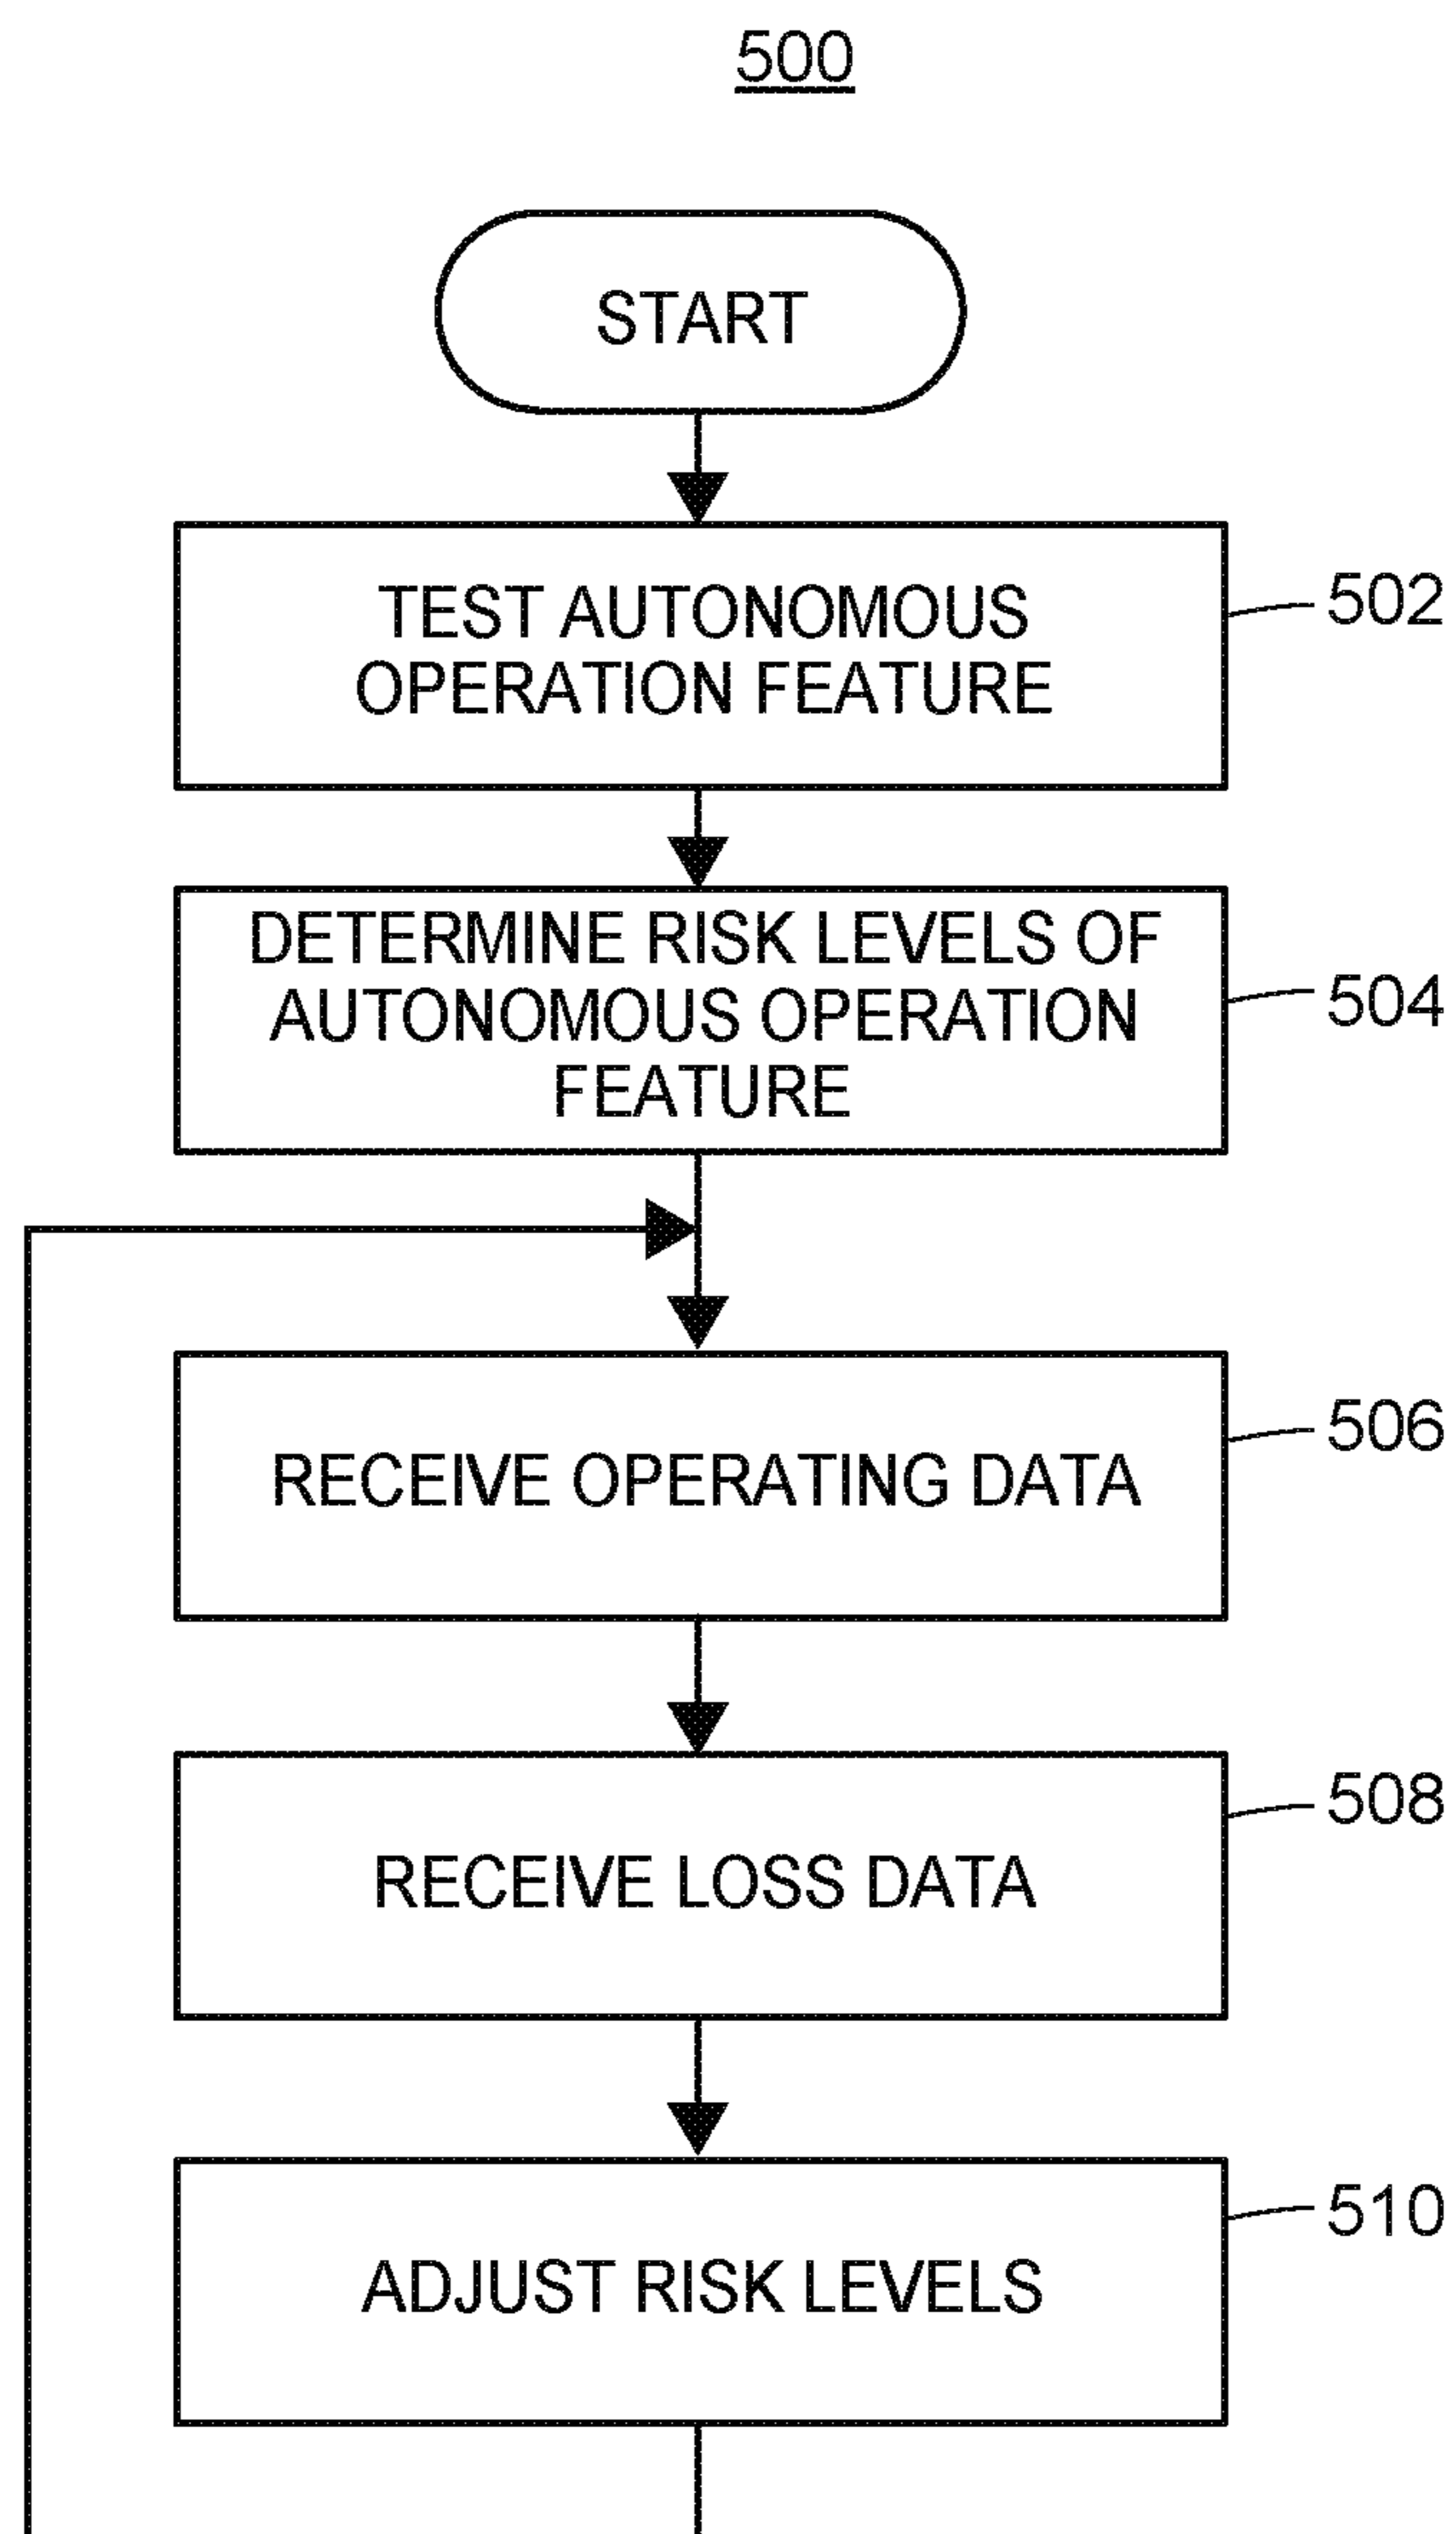 500
START
TEST AUTONOMOUS
OPERATION FEATURE
502
DETERMINE RISK LEVELS OF
AUTONOMOUS OPERATION
FEATURE
504
RECEIVE OPERATING DATA
506
RECEIVE LOSS DATA
508
ADJUST RISK LEVELS
510